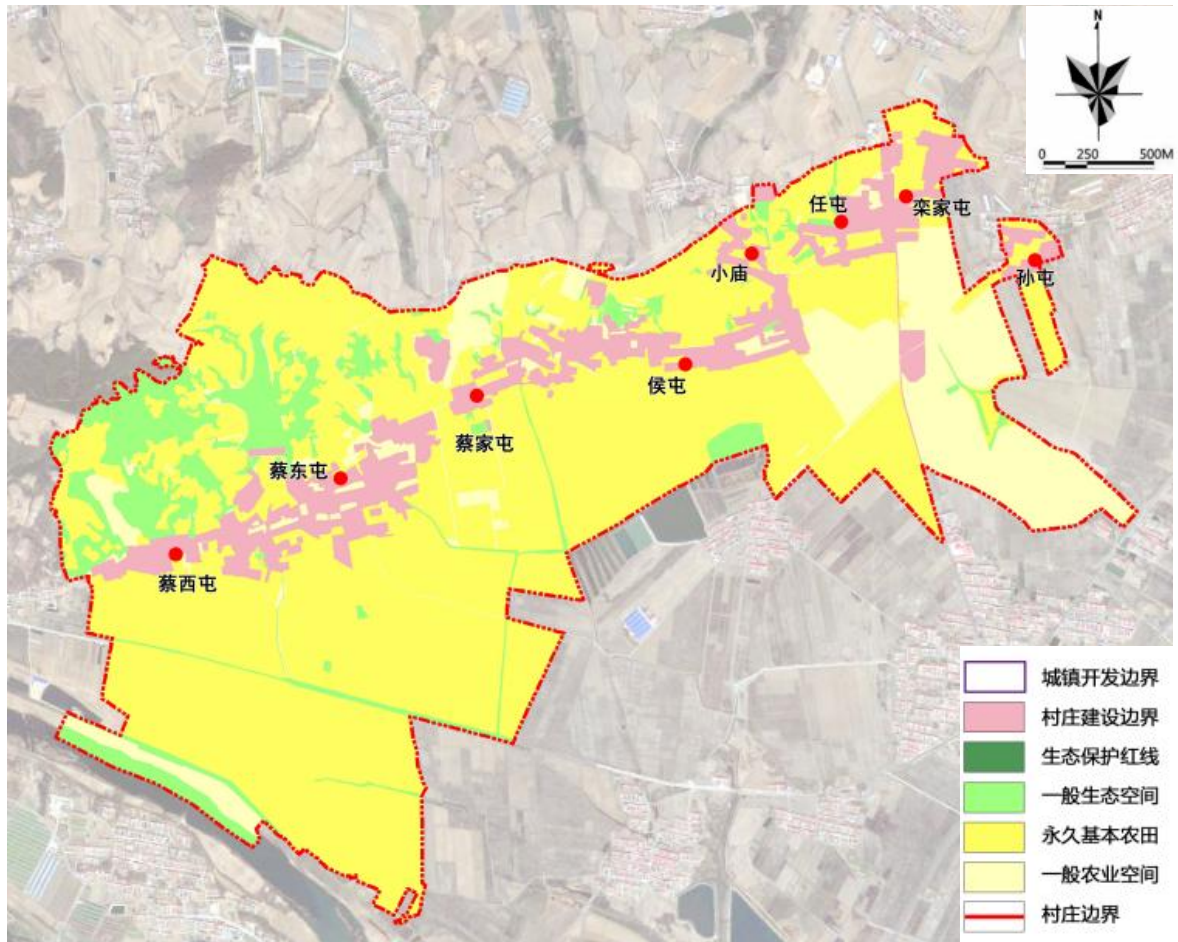 N
0 250 500M
任屯
栾家屯
小庙
孙屯
侯屯
蔡家屯
蔡东屯
蔡西屯
城镇开发边界
村庄建设边界
生态保护红线
一般生态空间
永久基本农田
一般农业空间
村庄边界